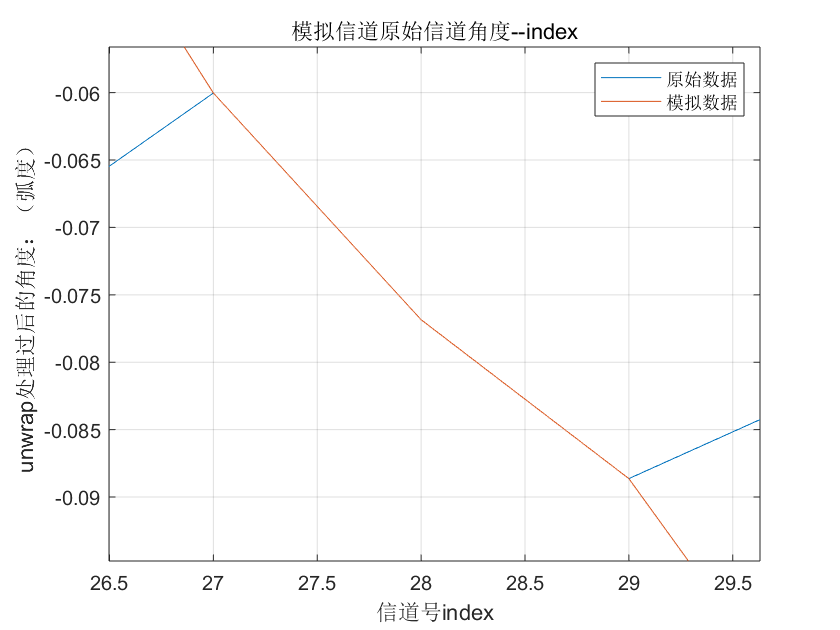 模拟信道原始信道角度--index
原始数据
模拟数据
unwrap处理过后的角度：（弧度）
-0.06
-0.065
-0.07
-0.075
-0.08
-0.085
-0.09
26.5 27 27.5 28 28.5 29 29.5
信道号index